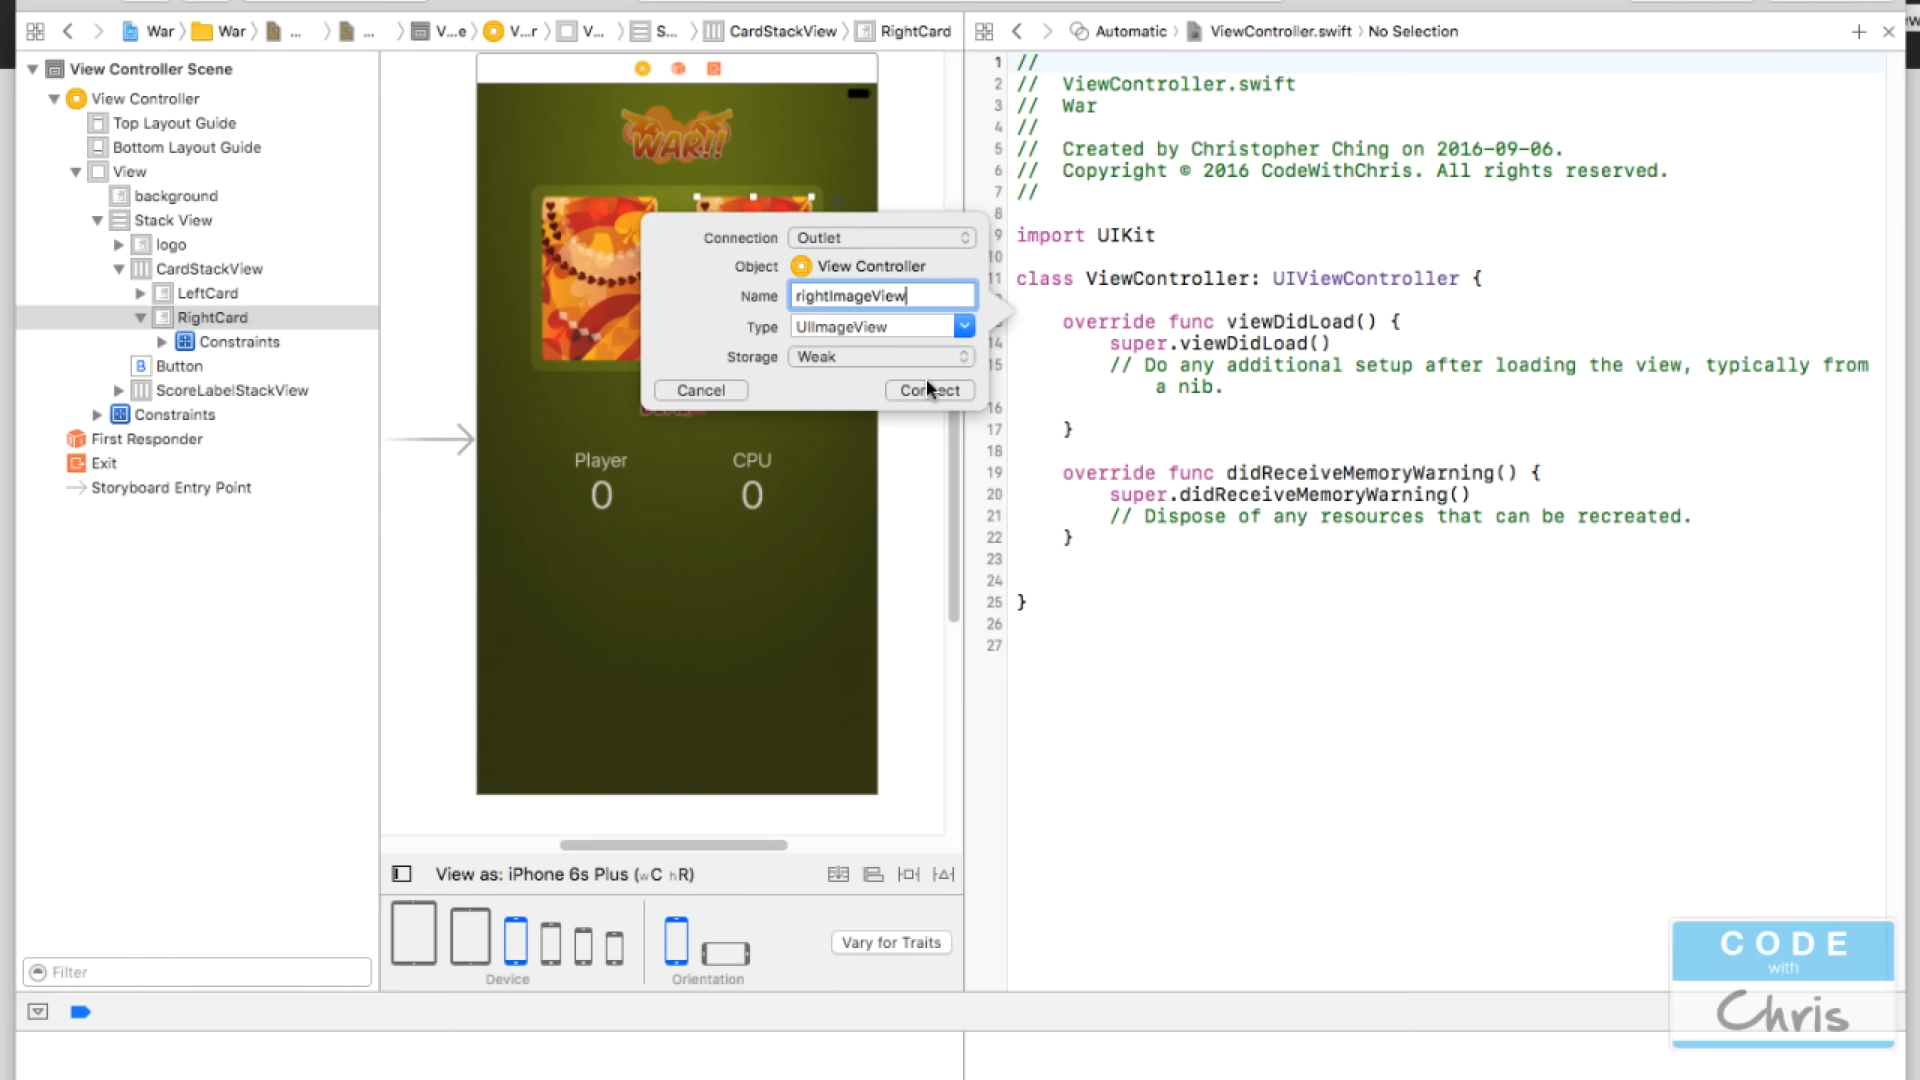 War
War
...
...
V...e
V...r
V...
S...
CardStackView
RightCard
Automatic
ViewController.swift
No Selection
View Controller Scene
View Controller
Top Layout Guide
Bottom Layout Guide
View
background
Stack View
logo
CardStackView
LeftCard
RightCard
Constraints
B Button
ScoreLabelStackView
Constraints
First Responder
Exit
Storyboard Entry Point
Filter
WAR!!
Connection Outlet
Object View Controller
Name rightImageView
Type UIImageView
Storage Weak
Cancel
Connect
Player
CPU
0
0
View as: iPhone 6s Plus (wC hR)
Device
Orientation
Vary for Traits
1 //
2 // ViewController.swift
3 // War
4 //
5 // Created by Christopher Ching on 2016-09-06.
6 // Copyright © 2016 CodeWithChris. All rights reserved.
7 //
8
9 import UIKit
10
11 class ViewController: UIViewController {
override func viewDidLoad() {
14 super.viewDidLoad()
15 // Do any additional setup after loading the view, typically from
a nib.
16
17 }
18
19 override func didReceiveMemoryWarning() {
20 super.didReceiveMemoryWarning()
21 // Dispose of any resources that can be recreated.
22 }
23
24
25 }
26
27
CODE
with
Chris